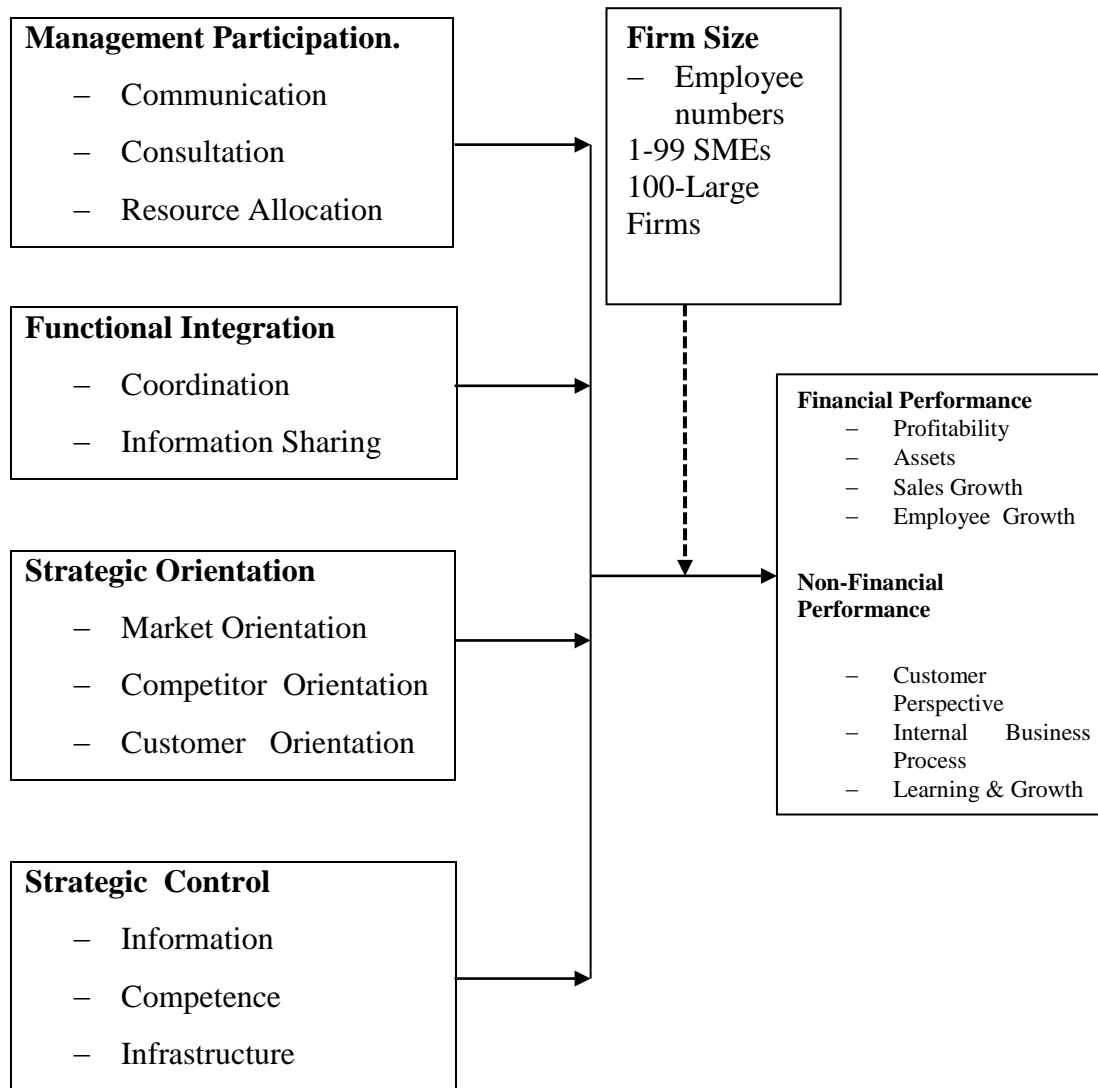 Management Participation.
– Communication
– Consultation
– Resource Allocation
Firm Size
– Employee
numbers
1-99 SMEs
100-Large
Firms
Functional Integration
– Coordination
– Information Sharing
Strategic Orientation
– Market Orientation
– Competitor Orientation
– Customer Orientation
Strategic Control
– Information
– Competence
– Infrastructure
Financial Performance
– Profitability
– Assets
– Sales Growth
– Employee Growth
Non-Financial
Performance
– Customer
Perspective
– Internal Business
Process
– Learning & Growth